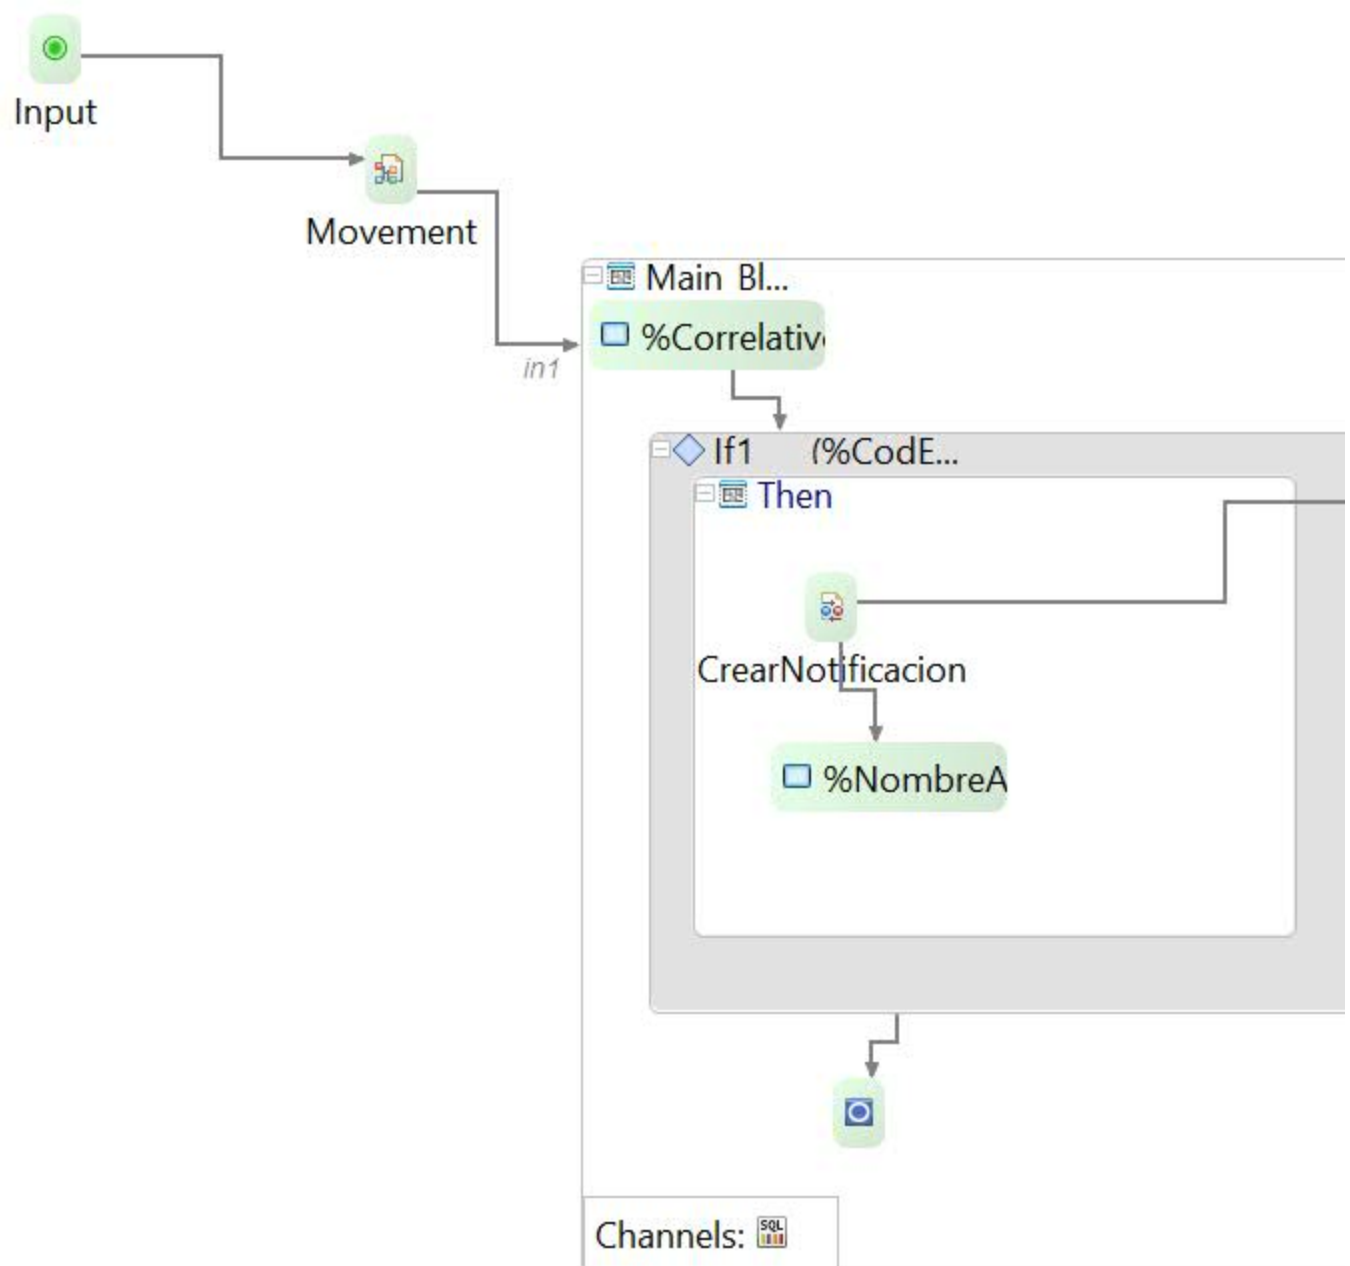 Input
Movement
in1
Main Bl...
%Correlativ
If1 (%CodE...
Then
CrearNotificacion
%NombreA
Channels:
SQL